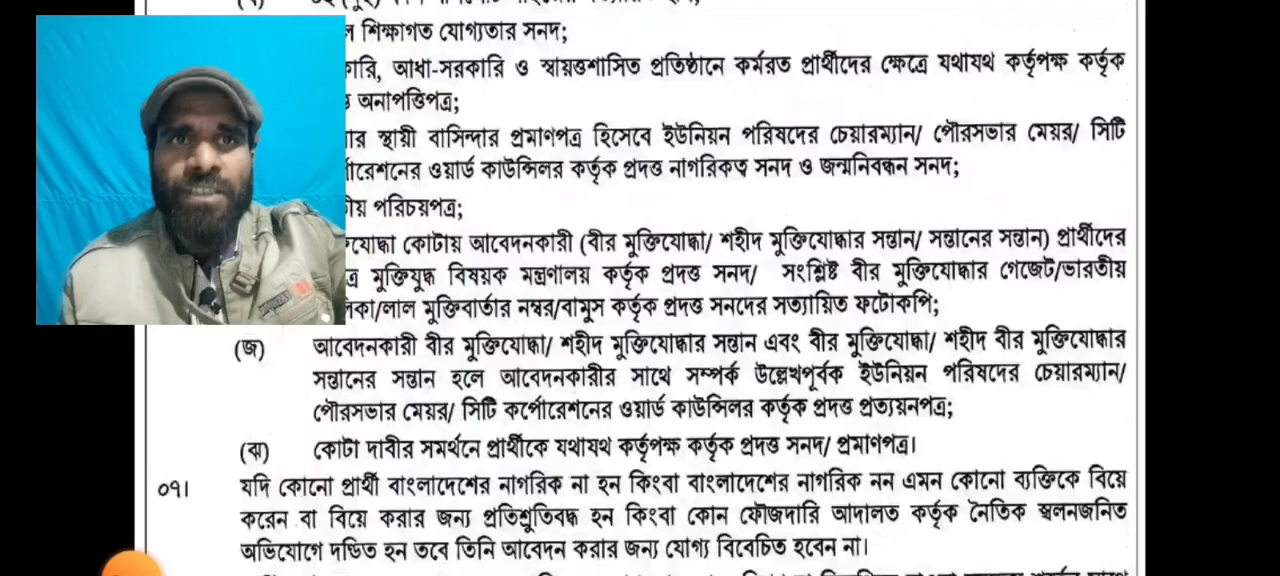 শিক্ষাগত যোগ্যতার সনদ;
আধা-সরকারি ও স্বায়ত্তশাসিত প্রতিষ্ঠানে কর্মরত প্রার্থীদের ক্ষেত্রে যথাযথ কর্তৃপক্ষ কর্তৃক
অনাপত্তিপত্র;
স্থায়ী বাসিন্দার প্রমাণপত্র হিসেবে ইউনিয়ন পরিষদের চেয়ারম্যান/ পৌরসভার মেয়র/ সিটি
ওয়ার্ড কাউন্সিলর কর্তৃক প্রদত্ত নাগরিকত্ব সনদ ও জন্মনিবন্ধন সনদ;
পরিচয়পত্র;
কোটায় আবেদনকারী (বীর মুক্তিযোদ্ধা/ শহীদ মুক্তিযোদ্ধার সন্তান/ সন্তানের সন্তান) প্রার্থীদের
মুক্তিযুদ্ধ বিষয়ক মন্ত্রণালয় কর্তৃক প্রদত্ত সনদ/ সংশ্লিষ্ট বীর মুক্তিযোদ্ধার গেজেট/ভারতীয়
লাল মুক্তিবার্তার নম্বর/বামুস কর্তৃক প্রদত্ত সনদের সত্যায়িত ফটোকপি;
(জ) আবেদনকারী বীর মুক্তিযোদ্ধা/ শহীদ মুক্তিযোদ্ধার সন্তান এবং বীর মুক্তিযোদ্ধা/ শহীদ বীর মুক্তিযোদ্ধার
সন্তানের সন্তান হলে আবেদনকারীর সাথে সম্পর্ক উল্লেখপূর্বক ইউনিয়ন পরিষদের চেয়ারম্যান/
পৌরসভার মেয়র/ সিটি কর্পোরেশনের ওয়ার্ড কাউন্সিলর কর্তৃক প্রদত্ত প্রত্যয়নপত্র;
(ঝ) কোটা দাবীর সমর্থনে প্রার্থীকে যথাযথ কর্তৃপক্ষ কর্তৃক প্রদত্ত সনদ/ প্রমাণপত্র।
০৭। যদি কোনো প্রার্থী বাংলাদেশের নাগরিক না হন কিংবা বাংলাদেশের নাগরিক নন এমন কোনো ব্যক্তিকে বিয়ে
করেন বা বিয়ে করার জন্য প্রতিশ্রুতিবদ্ধ হন কিংবা কোন ফৌজদারি আদালত কর্তৃক নৈতিক স্খলনজনিত
অভিযোগে দন্ডিত হন তবে তিনি আবেদন করার জন্য যোগ্য বিবেচিত হবেন না।